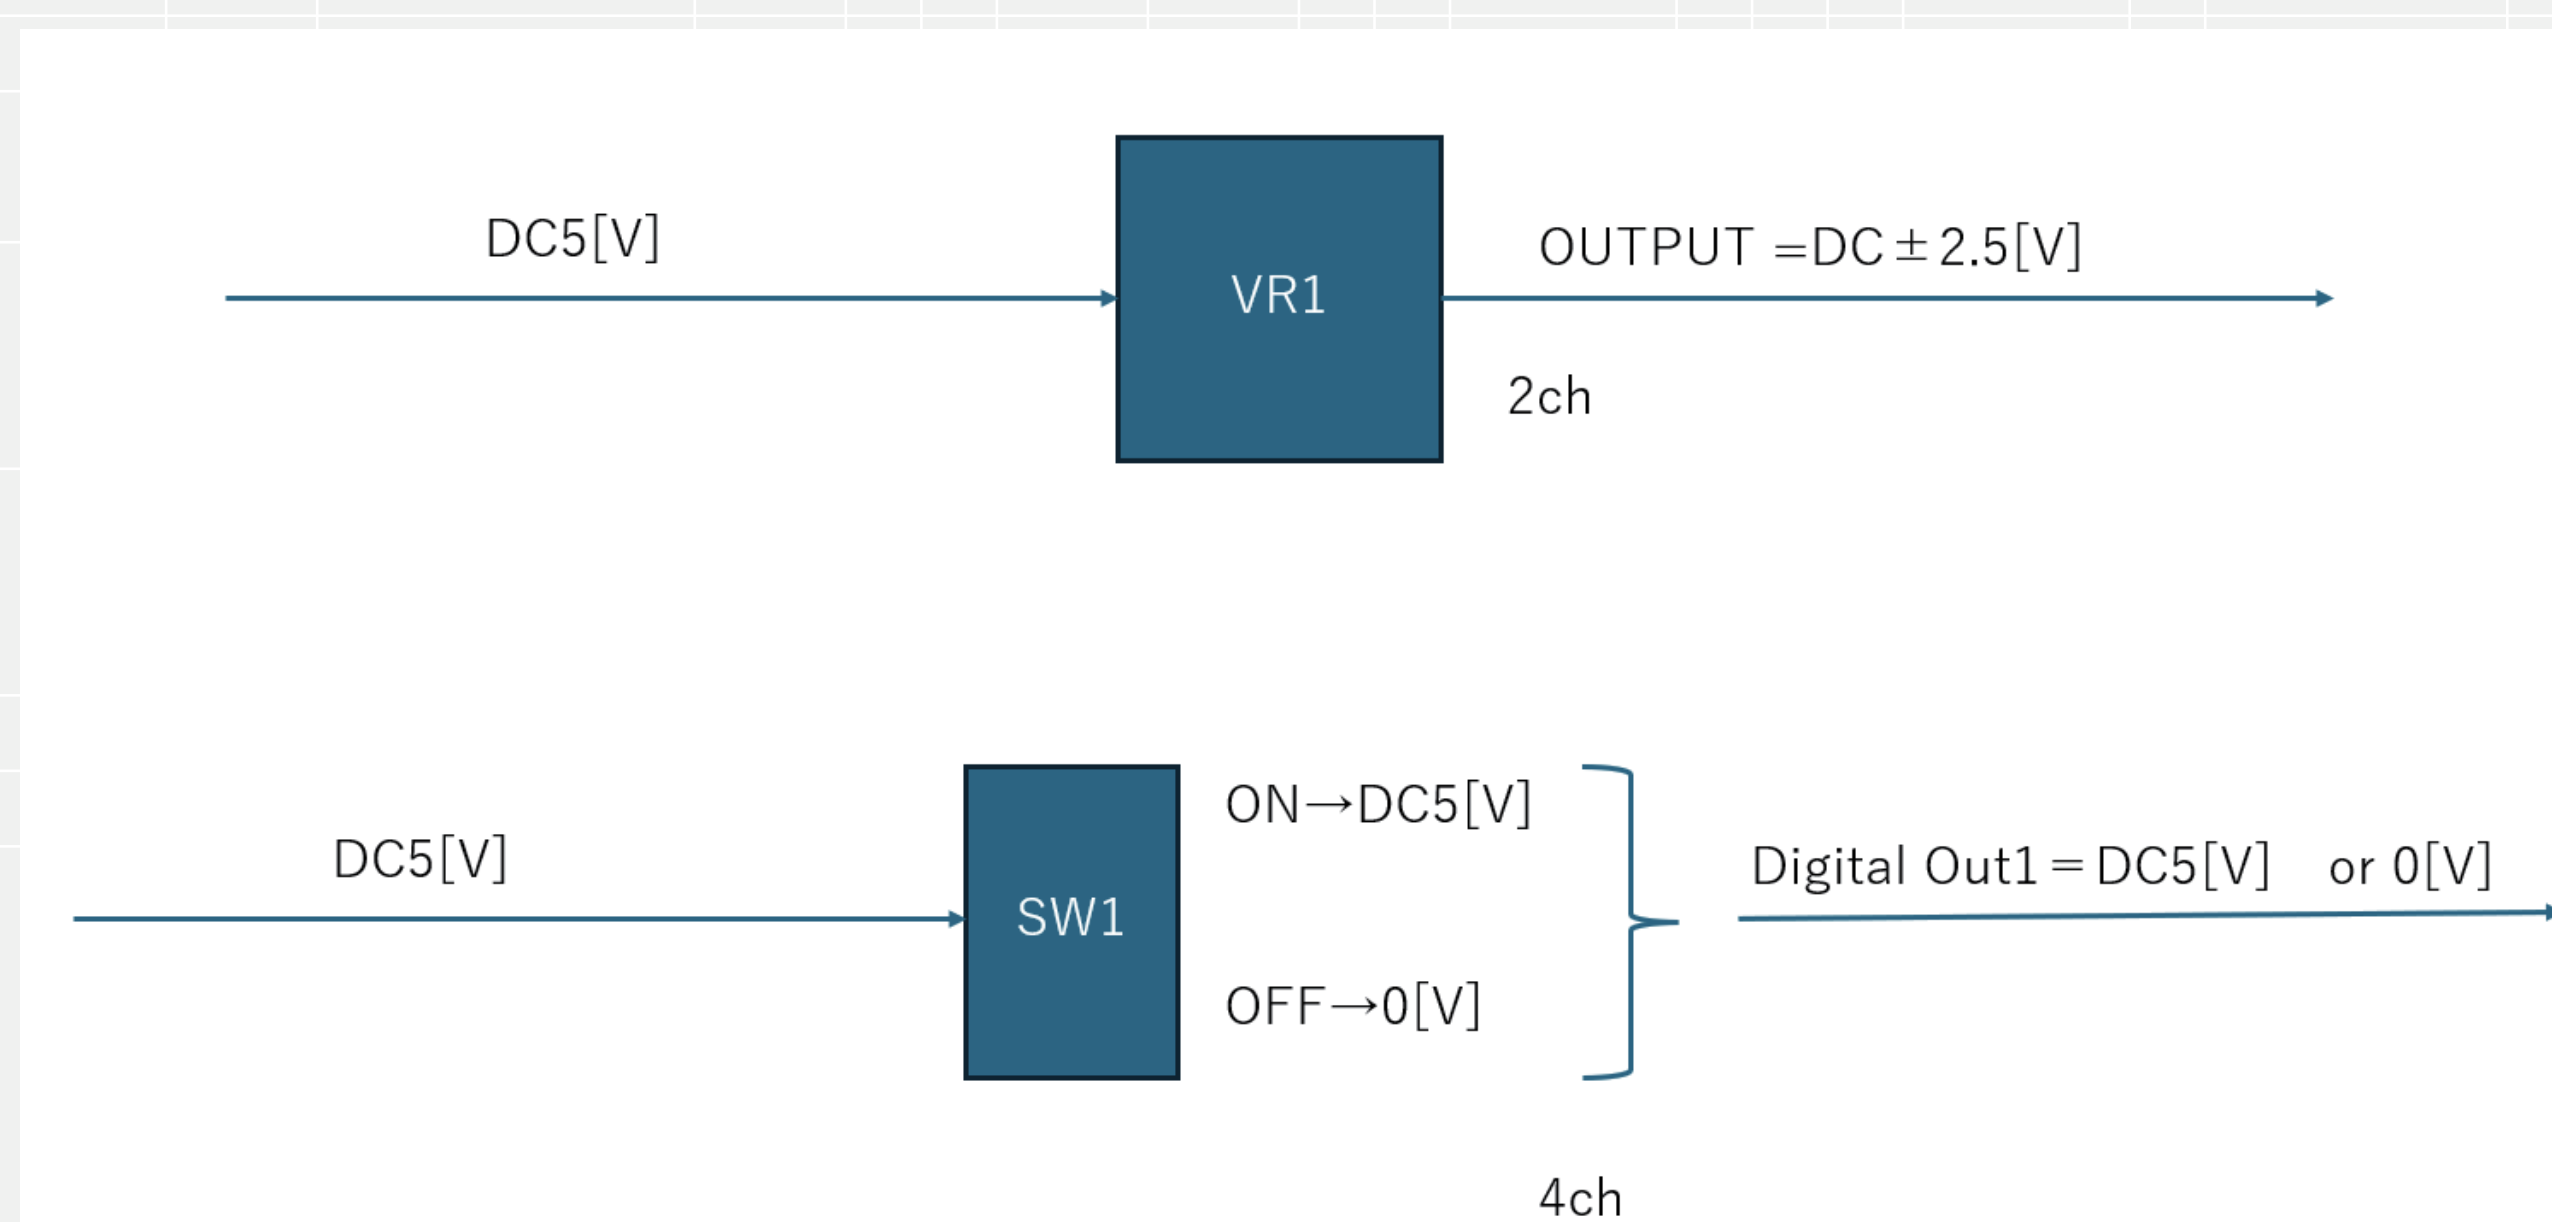 DC5[V]
VR1
OUTPUT =DC±2.5[V]
2ch
DC5[V]
SW1
ON→DC5[V]
OFF→0[V]
Digital Out1=DC5[V] or 0[V]
4ch